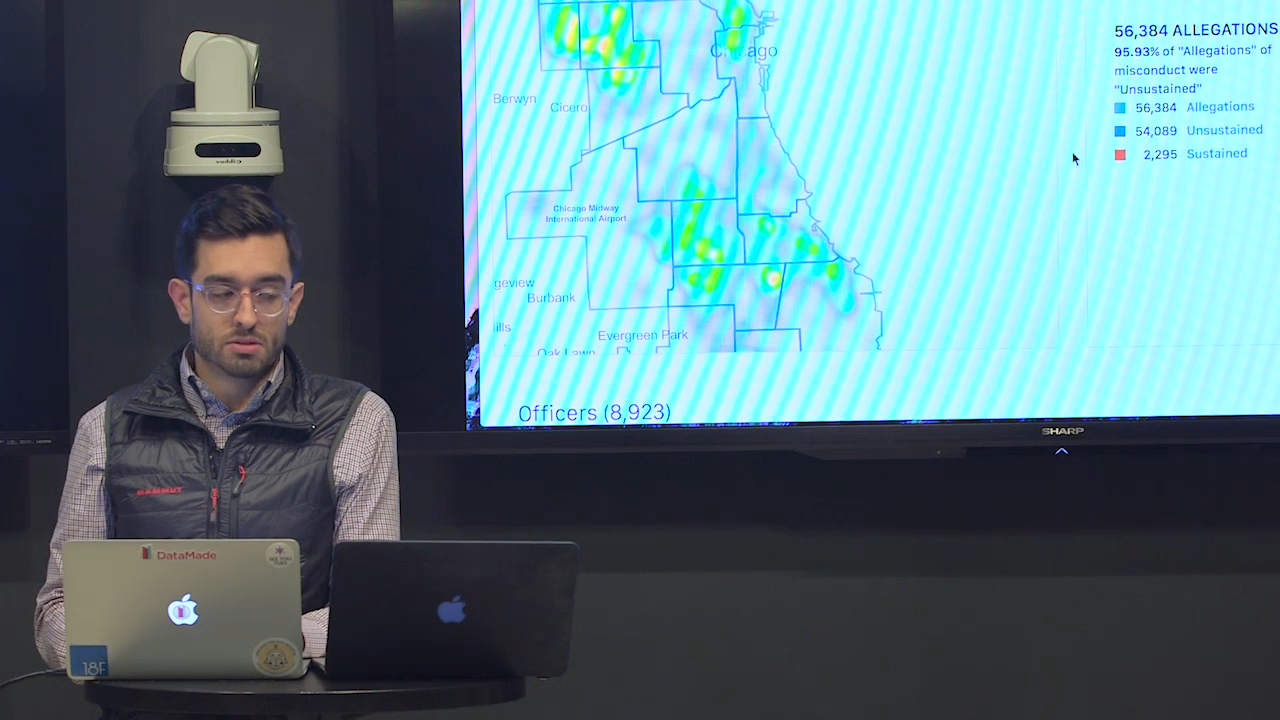 Chicago
Berwyn
Cicero
Chicago Midway
International Airport
geview
Burbank
ills
Evergreen Park
Oak Lawn
Officers (8,923)
56,384 ALLEGATIONS
95.93% of "Allegations" of
misconduct were
"Unsustained"
56,384 Allegations
54,089 Unsustained
2,295 Sustained
SHARP
vaddio
MAMMUT
DataMade
18F